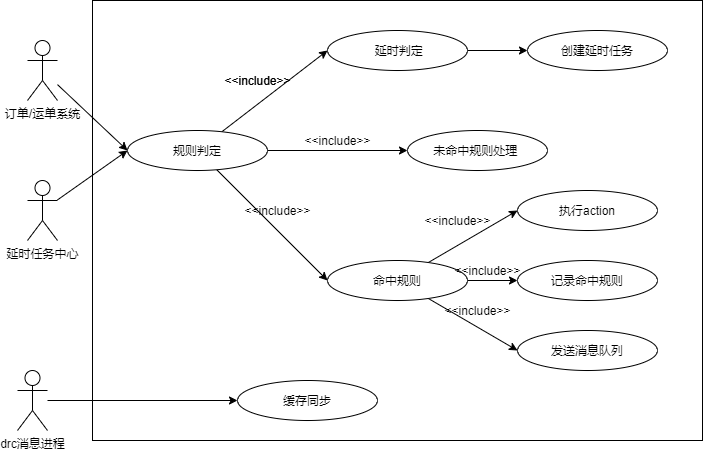 延时判定
创建延时任务
<<include>>
订单/运单系统
<<include>>
规则判定
未命中规则处理
<<include>>
执行action
<<include>>
延时任务中心
命中规则
<<include>>
记录命中规则
<<include>>
发送消息队列
缓存同步
drc消息进程